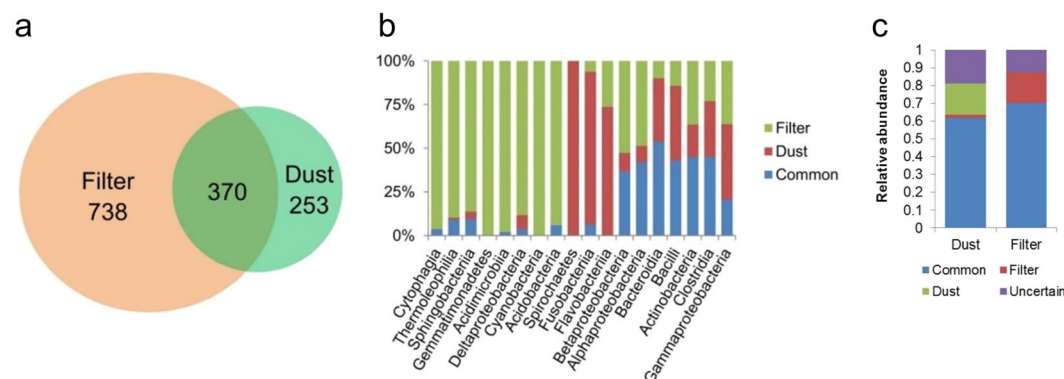 a
Filter
738
370
Dust
253
b
100%
75%
50%
25%
0%
Filter
Dust
Common
Cytophagia
Thermoleophilia
Sphingobacteriia
Gemmatimonadetes
Acidimicrobiia
Deltaproteobacteria
Cyanobacteria
Acidobacteria
Spirochaetes
Fusobacteriia
Flavobacteriia
Betaproteobacteria
Alphaproteobacteria
Bacteroidia
Bacilli
Actinobacteria
Clostridia
Gammaproteobacteria
c
Relative abundance
1
0.9
0.8
0.7
0.6
0.5
0.4
0.3
0.2
0.1
0
Dust Filter
Common Filter
Dust Uncertain